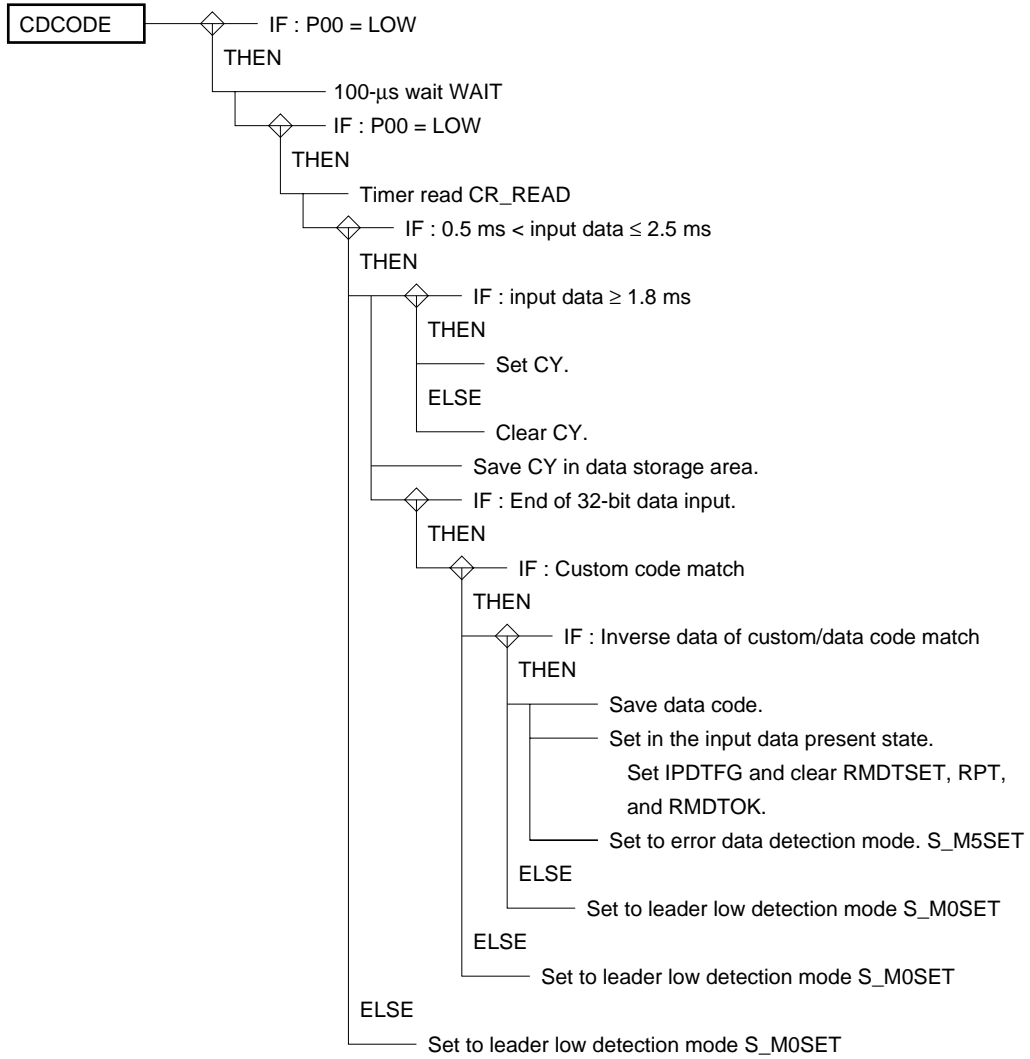 CDCODE
IF : P00 = LOW
THEN
100-μs wait WAIT
IF : P00 = LOW
THEN
Timer read CR_READ
IF : 0.5 ms < input data ≤ 2.5 ms
THEN
IF : input data ≥ 1.8 ms
THEN
Set CY.
ELSE
Clear CY.
Save CY in data storage area.
IF : End of 32-bit data input.
THEN
IF : Custom code match
THEN
IF : Inverse data of custom/data code match
THEN
Save data code.
Set in the input data present state.
Set IPDTFG and clear RMDTSET, RPT,
and RMDTOK.
Set to error data detection mode. S_M5SET
ELSE
Set to leader low detection mode S_M0SET
ELSE
Set to leader low detection mode S_M0SET
ELSE
Set to leader low detection mode S_M0SET